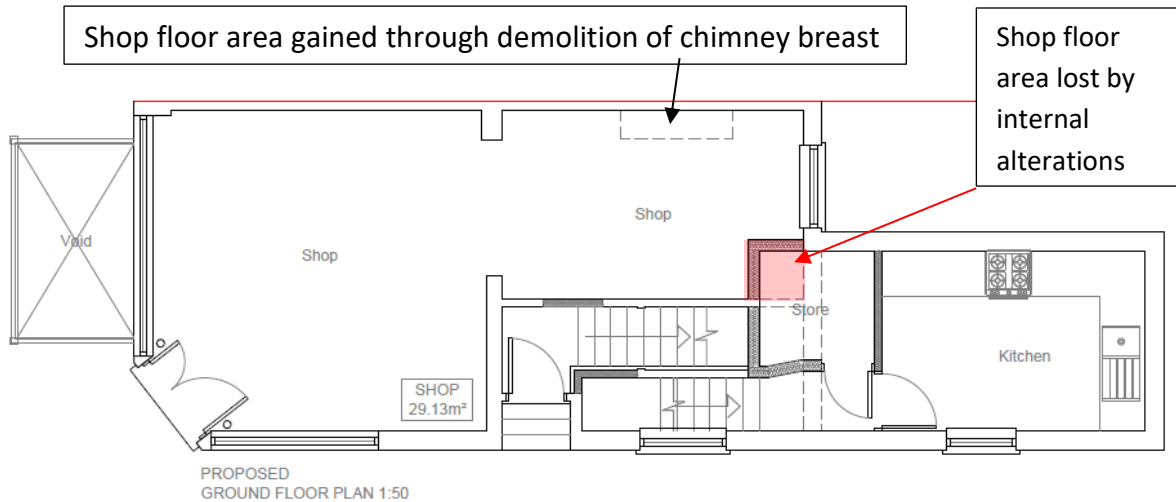 Shop floor area gained through demolition of chimney breast
Shop floor
area lost by
internal
alterations
Void
Shop
Shop
Store
Kitchen
SHOP
29.13m²
PROPOSED
GROUND FLOOR PLAN 1:50